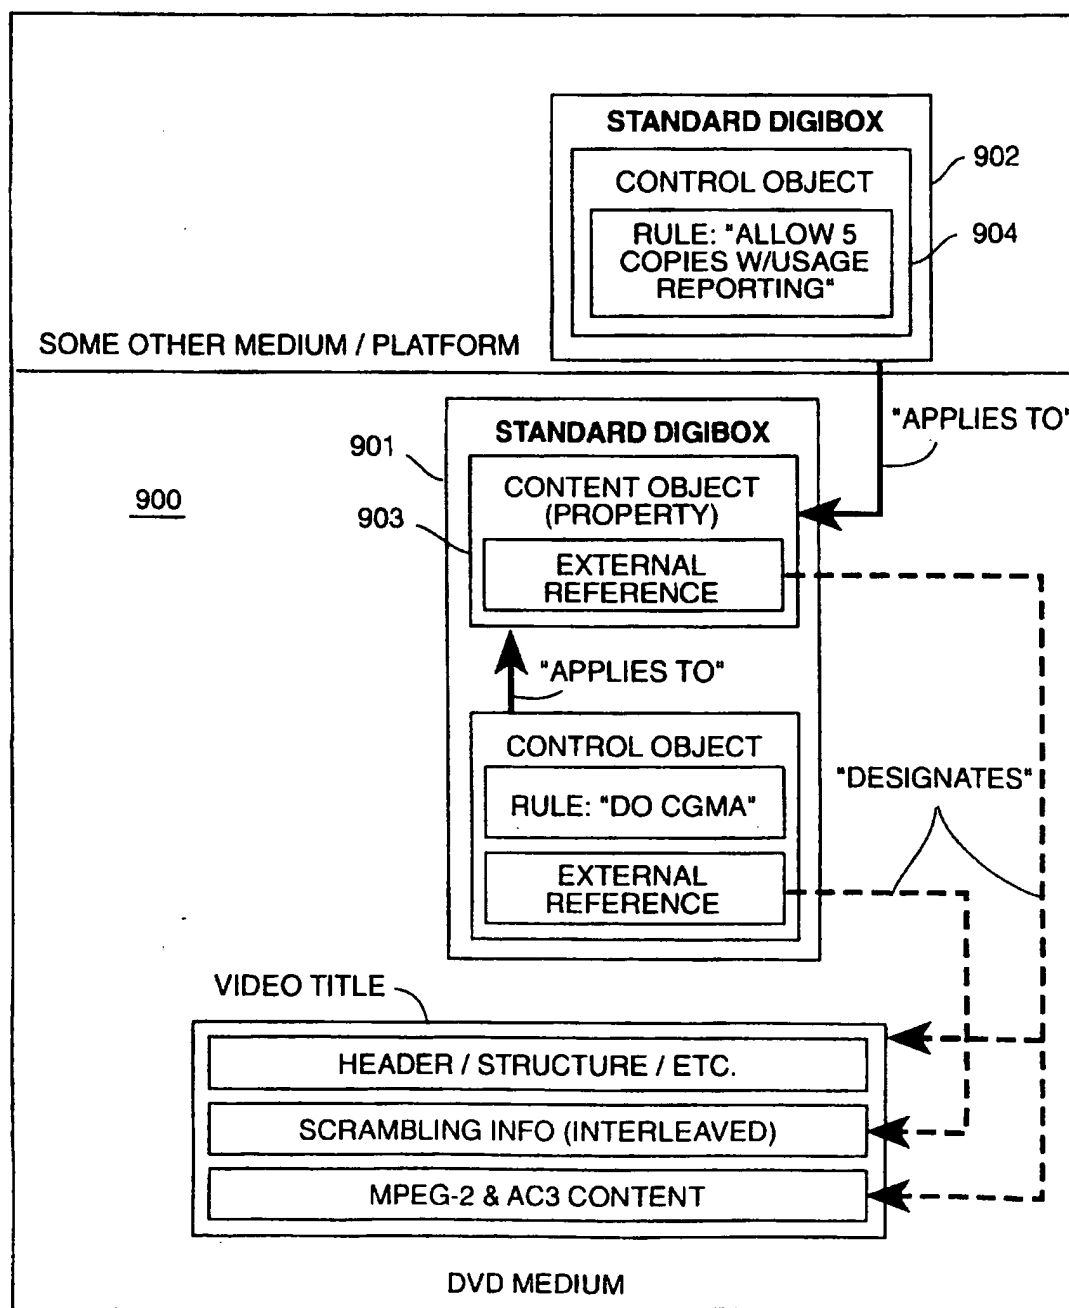 STANDARD DIGIBOX
902
CONTROL OBJECT
RULE: "ALLOW 5
COPIES W/USAGE
REPORTING"
904
SOME OTHER MEDIUM / PLATFORM
"APPLIES TO"
STANDARD DIGIBOX
901
CONTENT OBJECT
(PROPERTY)
900
903
EXTERNAL
REFERENCE
"APPLIES TO"
CONTROL OBJECT
"DESIGNATES"
RULE: "DO CGMA"
EXTERNAL
REFERENCE
VIDEO TITLE
HEADER / STRUCTURE / ETC.
SCRAMBLING INFO (INTERLEAVED)
MPEG-2 & AC3 CONTENT
DVD MEDIUM